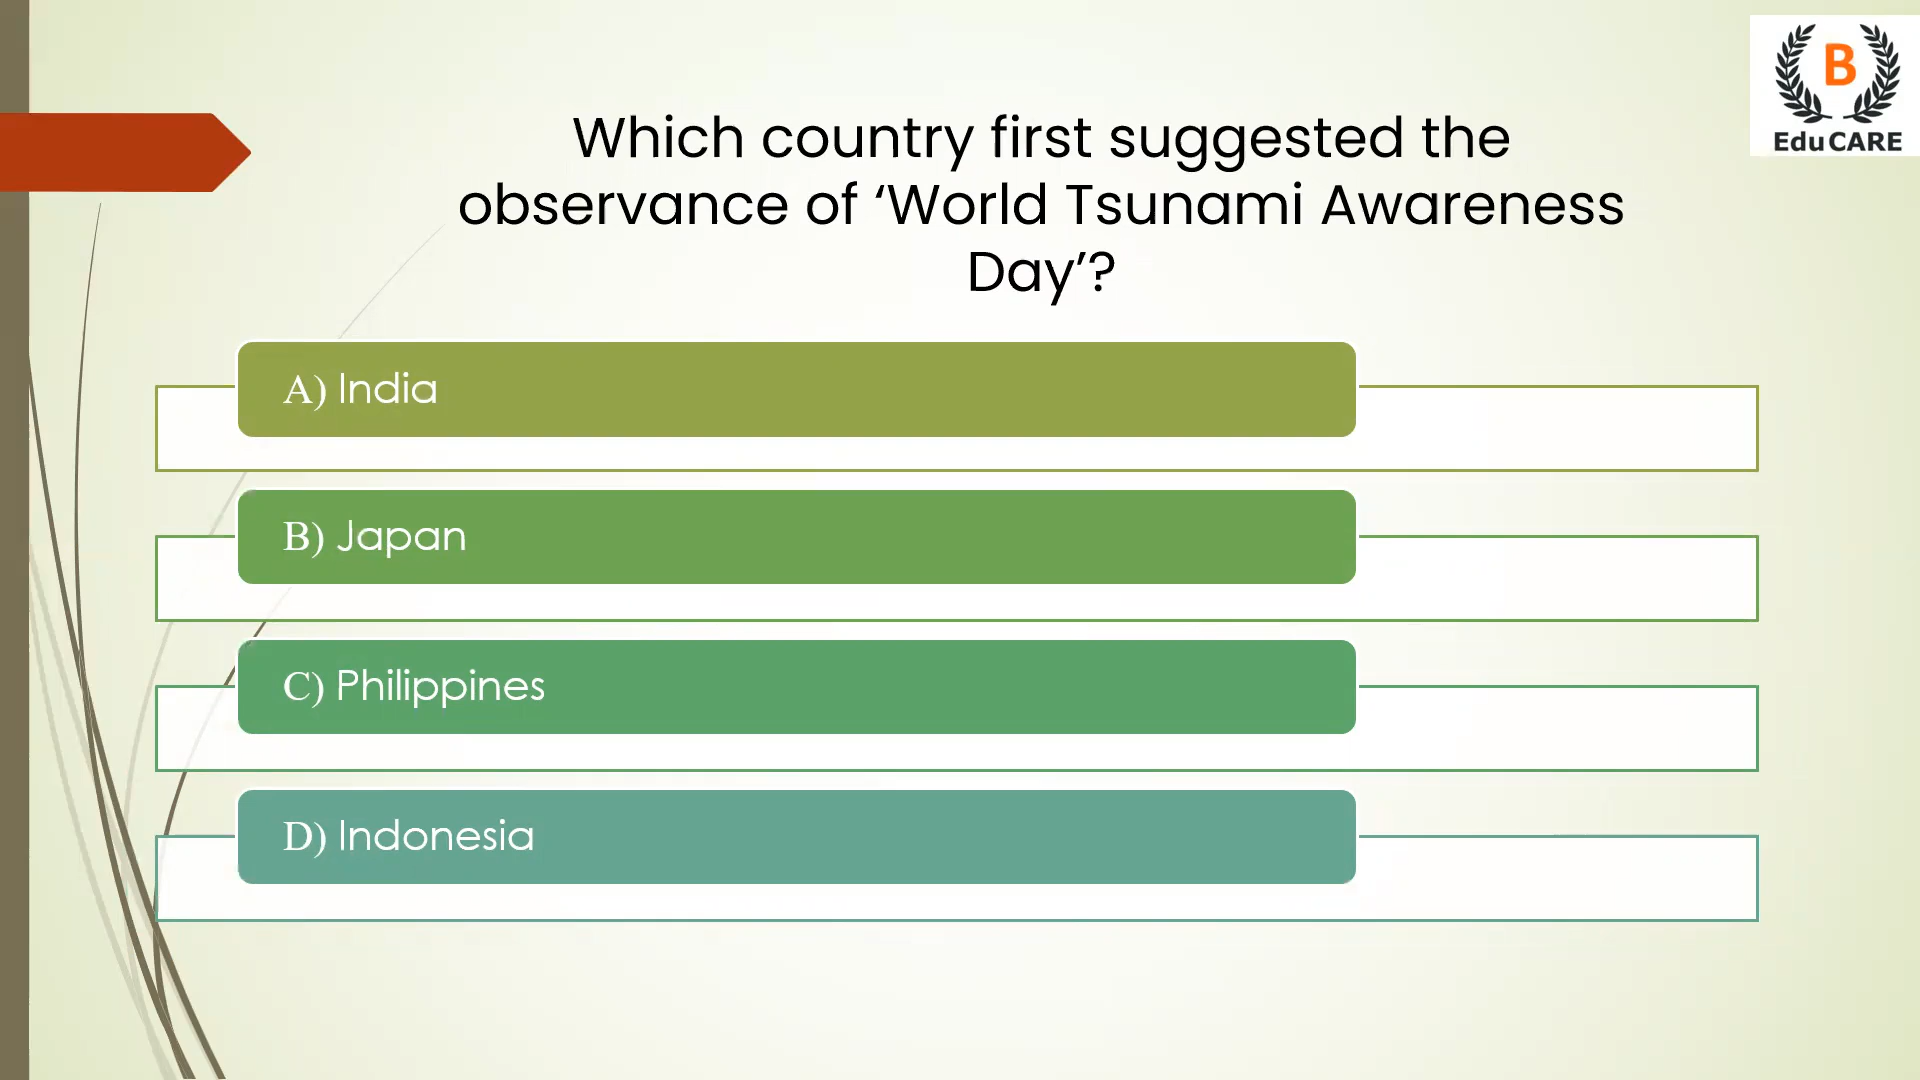 B
EduCARE
Which country first suggested the
observance of ‘World Tsunami Awareness
Day’?
A) India
B) Japan
C) Philippines
D) Indonesia